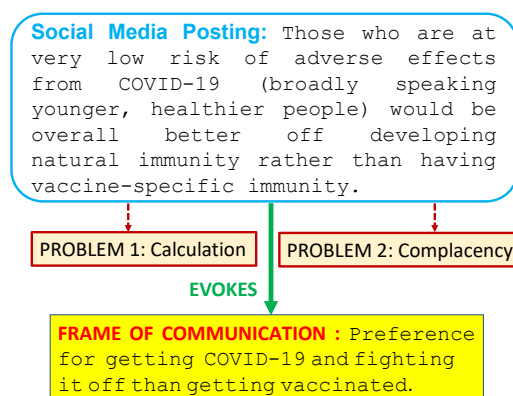 Social Media Posting: Those who are at
very low risk of adverse effects
from COVID-19 (broadly speaking
younger, healthier people) would be
overall better off developing
natural immunity rather than having
vaccine-specific immunity.
PROBLEM 1: Calculation
PROBLEM 2: Complacency
EVOKES
FRAME OF COMMUNICATION : Preference
for getting COVID-19 and fighting
it off than getting vaccinated.